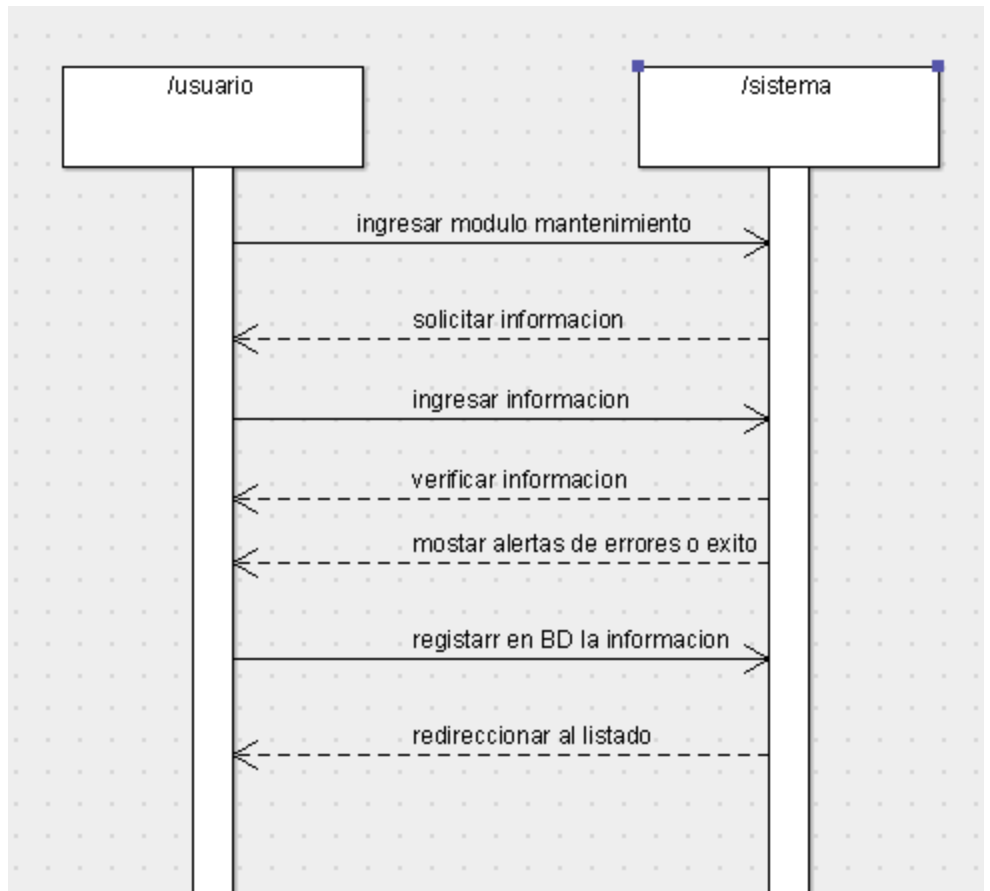 /usuario
/sistema
ingresar modulo mantenimiento
solicitar informacion
ingresar informacion
verificar informacion
mostar alertas de errores o exito
registarr en BD la informacion
redireccionar al listado